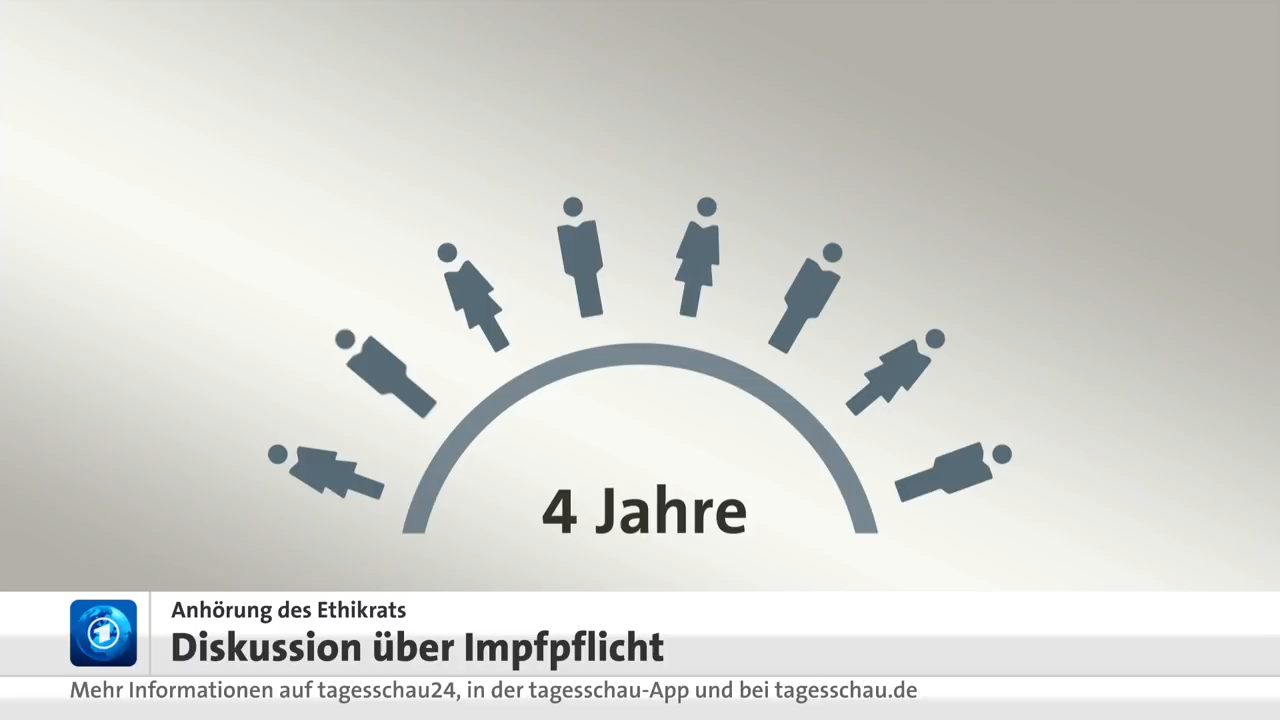 4 Jahre
Anhörung des Ethikrats
Diskussion über Impfpflicht
Mehr Informationen auf tagesschau24, in der tagesschau-App und bei tagesschau.de